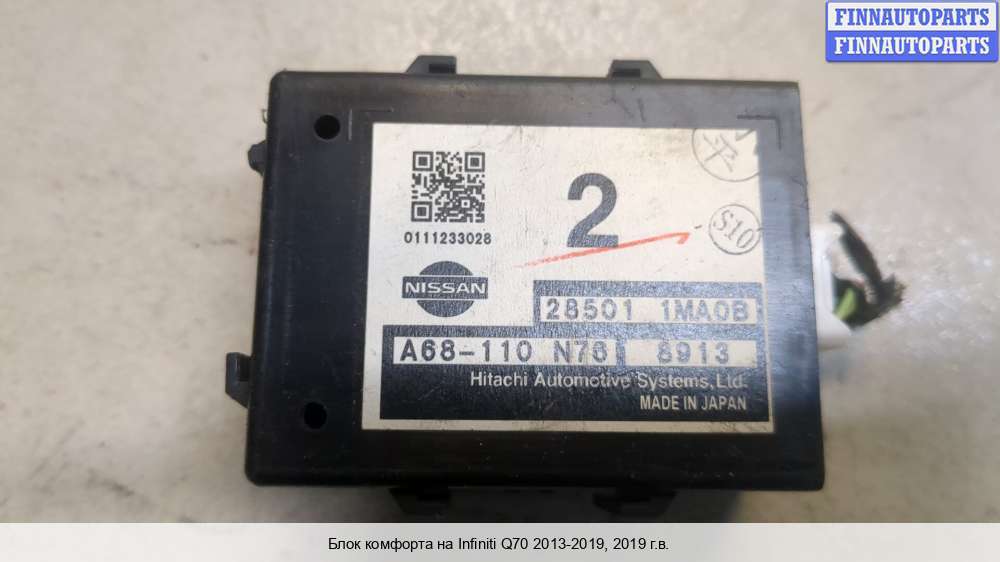 FINNAUTOPARTS
FINNAUTOPARTS
2
S10
0111233028
NISSAN
28501 1MA0B
A68-110 N76 8913
Hitachi Automotive Systems, Ltd.
MADE IN JAPAN
Блок комфорта на Infiniti Q70 2013-2019, 2019 г.в.